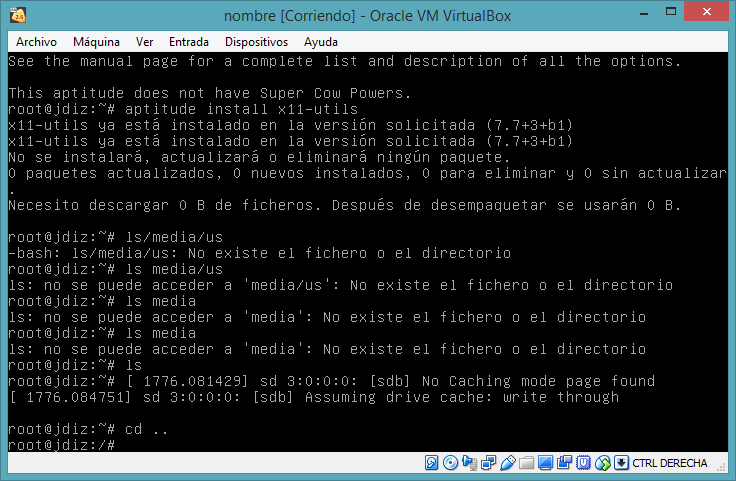 nombre [Corriendo] - Oracle VM VirtualBox
Archivo Máquina Ver Entrada Dispositivos Ayuda
See the manual page for a complete list and description of all the options.
This aptitude does not have Super Cow Powers.
root@jdiz:~# aptitude install x11-utils
x11-utils ya está instalado en la versión solicitada (7.7+3+b1)
x11-utils ya está instalado en la versión solicitada (7.7+3+b1)
No se instalará, actualizará o eliminará ningún paquete.
0 paquetes actualizados, 0 nuevos instalados, 0 para eliminar y 0 sin actualizar
.
Necesito descargar 0 B de ficheros. Después de desempaquetar se usarán 0 B.
root@jdiz:~# ls/media/us
-bash: ls/media/us: No existe el fichero o el directorio
root@jdiz:~# ls media/us
ls: no se puede acceder a 'media/us': No existe el fichero o el directorio
root@jdiz:~# ls media
ls: no se puede acceder a 'media': No existe el fichero o el directorio
root@jdiz:~# ls media
ls: no se puede acceder a 'media': No existe el fichero o el directorio
root@jdiz:~# ls
root@jdiz:~# [ 1776.081429] sd 3:0:0:0: [sdb] No Caching mode page found
[ 1776.084751] sd 3:0:0:0: [sdb] Assuming drive cache: write through
root@jdiz:~# cd ..
root@jdiz:/#
CTRL DERECHA